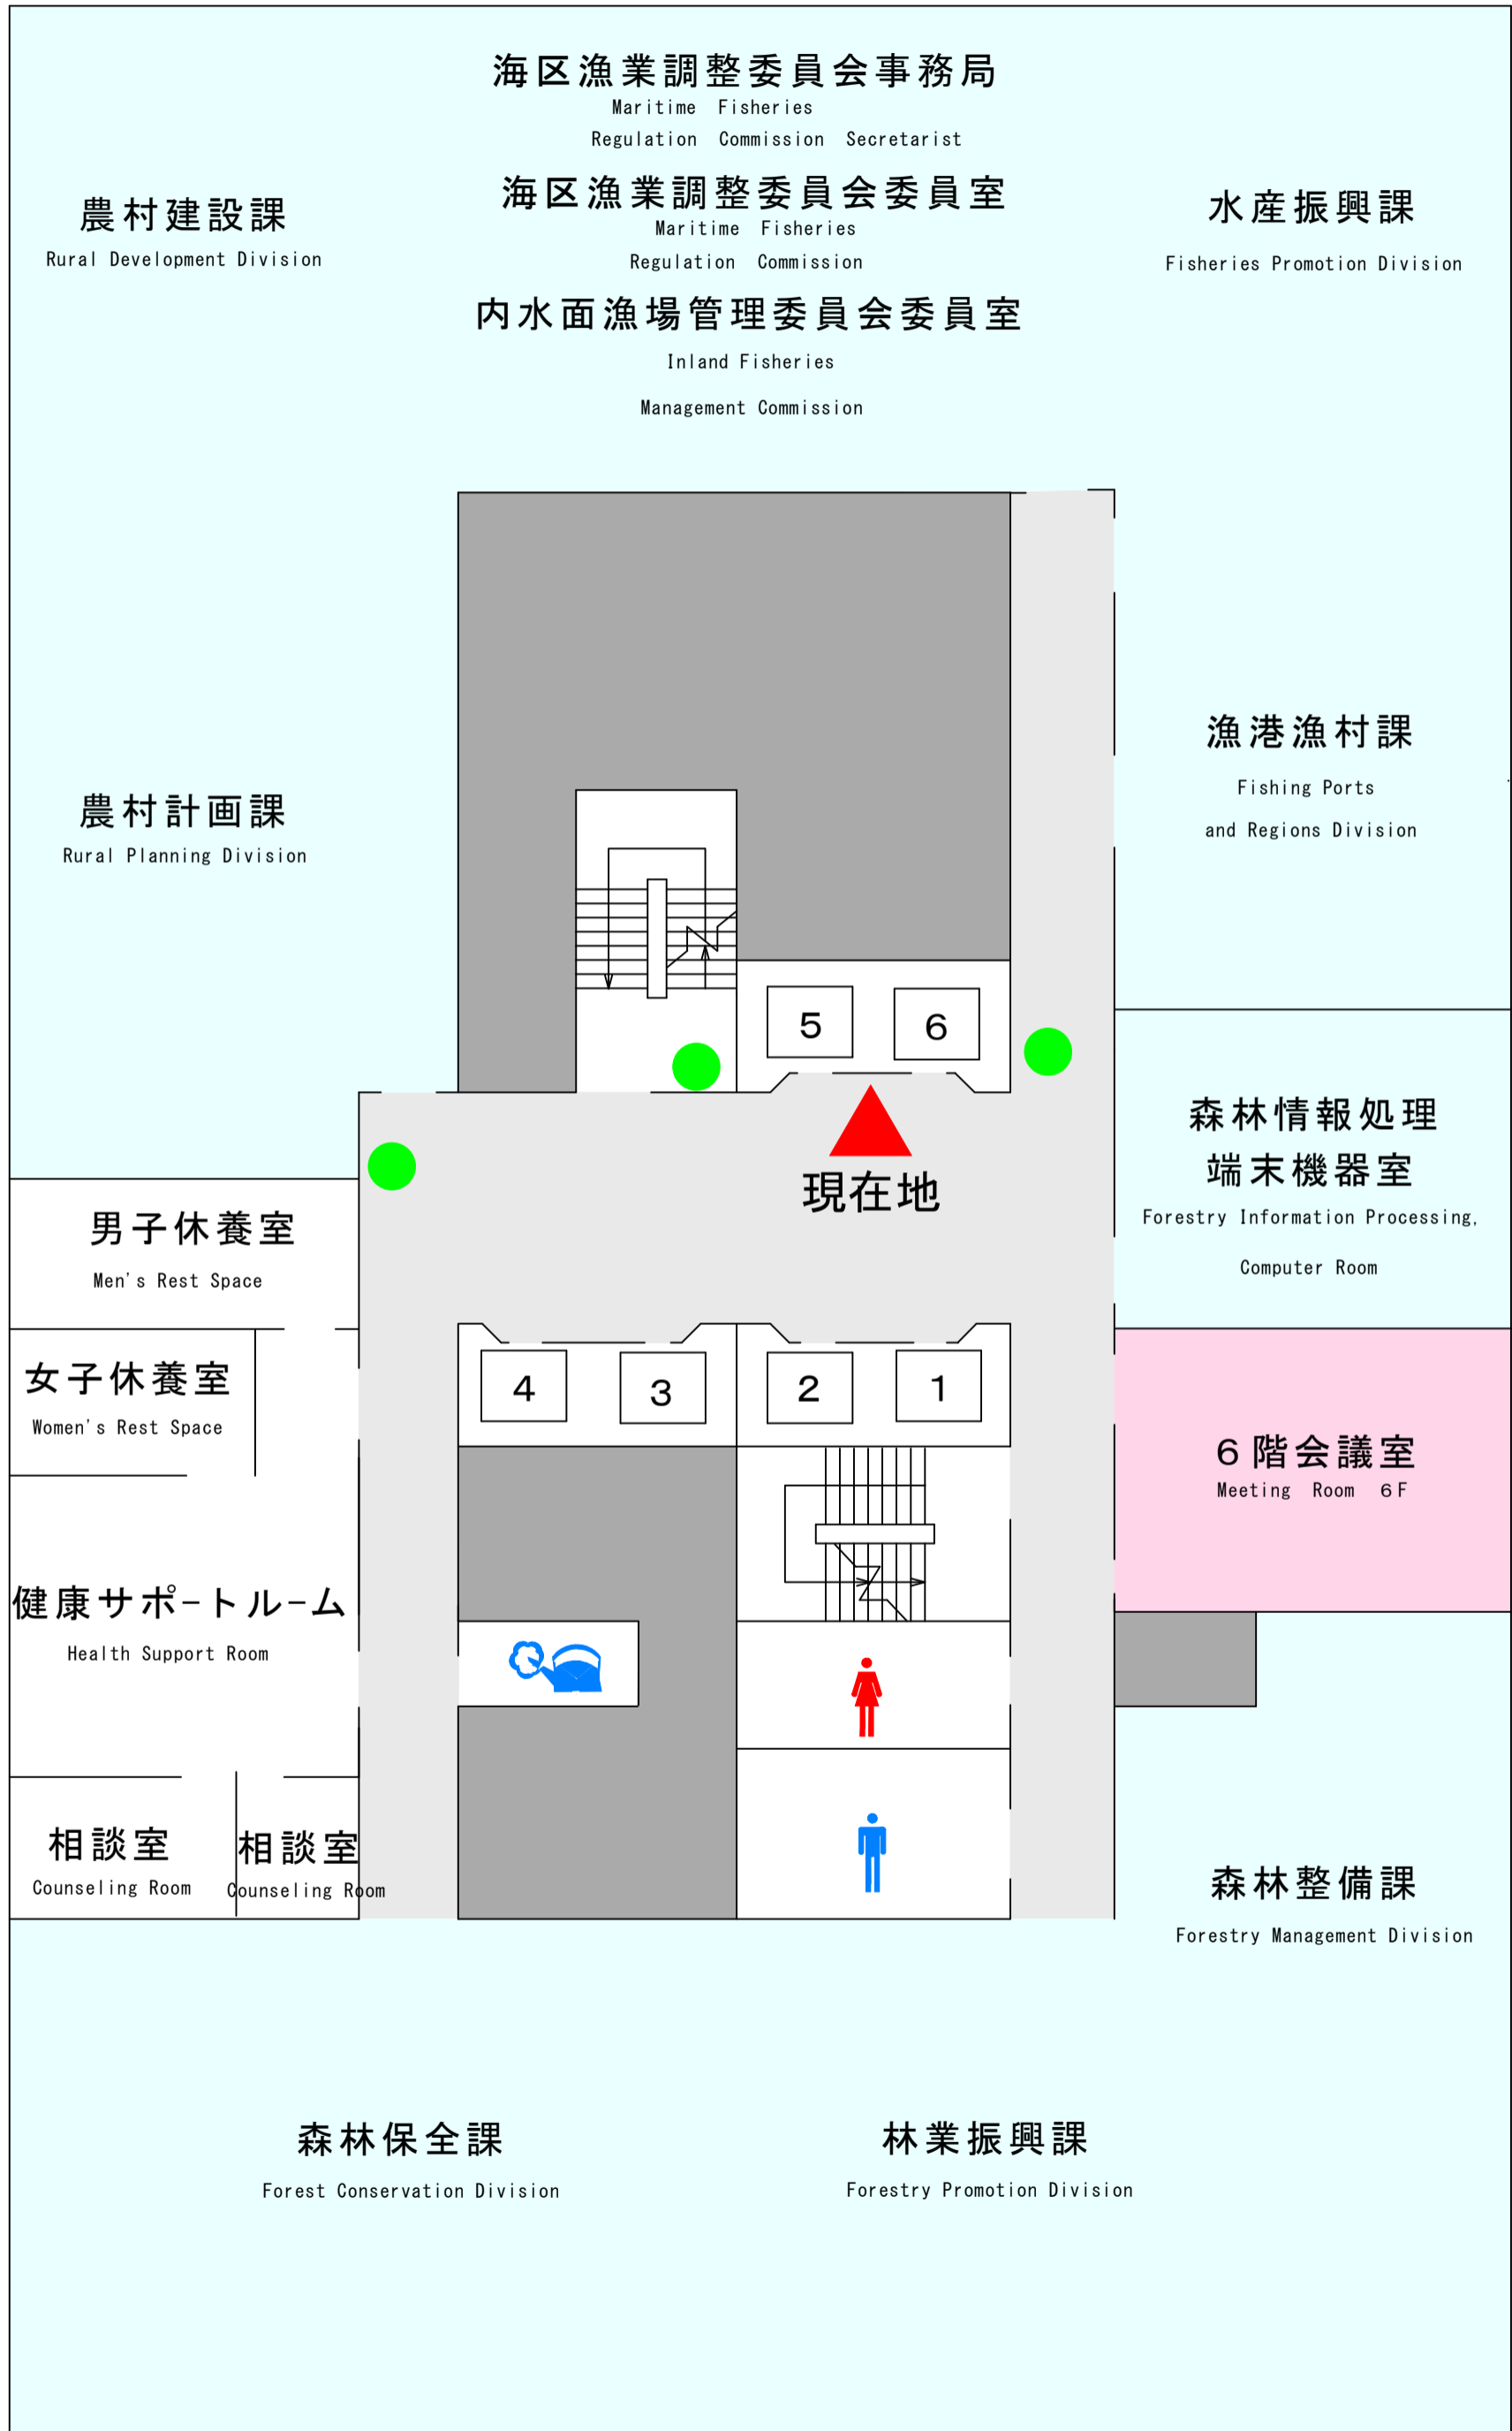 海区漁業調整委員会事務局
Maritime Fisheries
Regulation Commission Secretarist
海区漁業調整委員会委員室
Maritime Fisheries
Regulation Commission
内水面漁場管理委員会委員室
Inland Fisheries
Management Commission
農村建設課
Rural Development Division
水産振興課
Fisheries Promotion Division
漁港漁村課
Fishing Ports
and Regions Division
農村計画課
Rural Planning Division
5
6
現在地
森林情報処理
端末機器室
Forestry Information Processing,
Computer Room
男子休養室
Men's Rest Space
女子休養室
Women's Rest Space
4
3
2
1
6階会議室
Meeting Room 6F
健康サポートルーム
Health Support Room
相談室
Counseling Room
相談室
Counseling Room
森林整備課
Forestry Management Division
森林保全課
Forest Conservation Division
林業振興課
Forestry Promotion Division